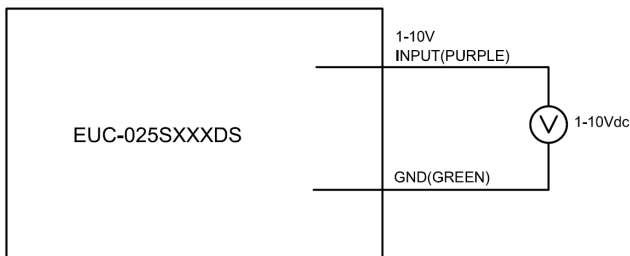 1-10V
INPUT(PURPLE)
EUC-025SXXXDS
V
1-10Vdc
GND(GREEN)